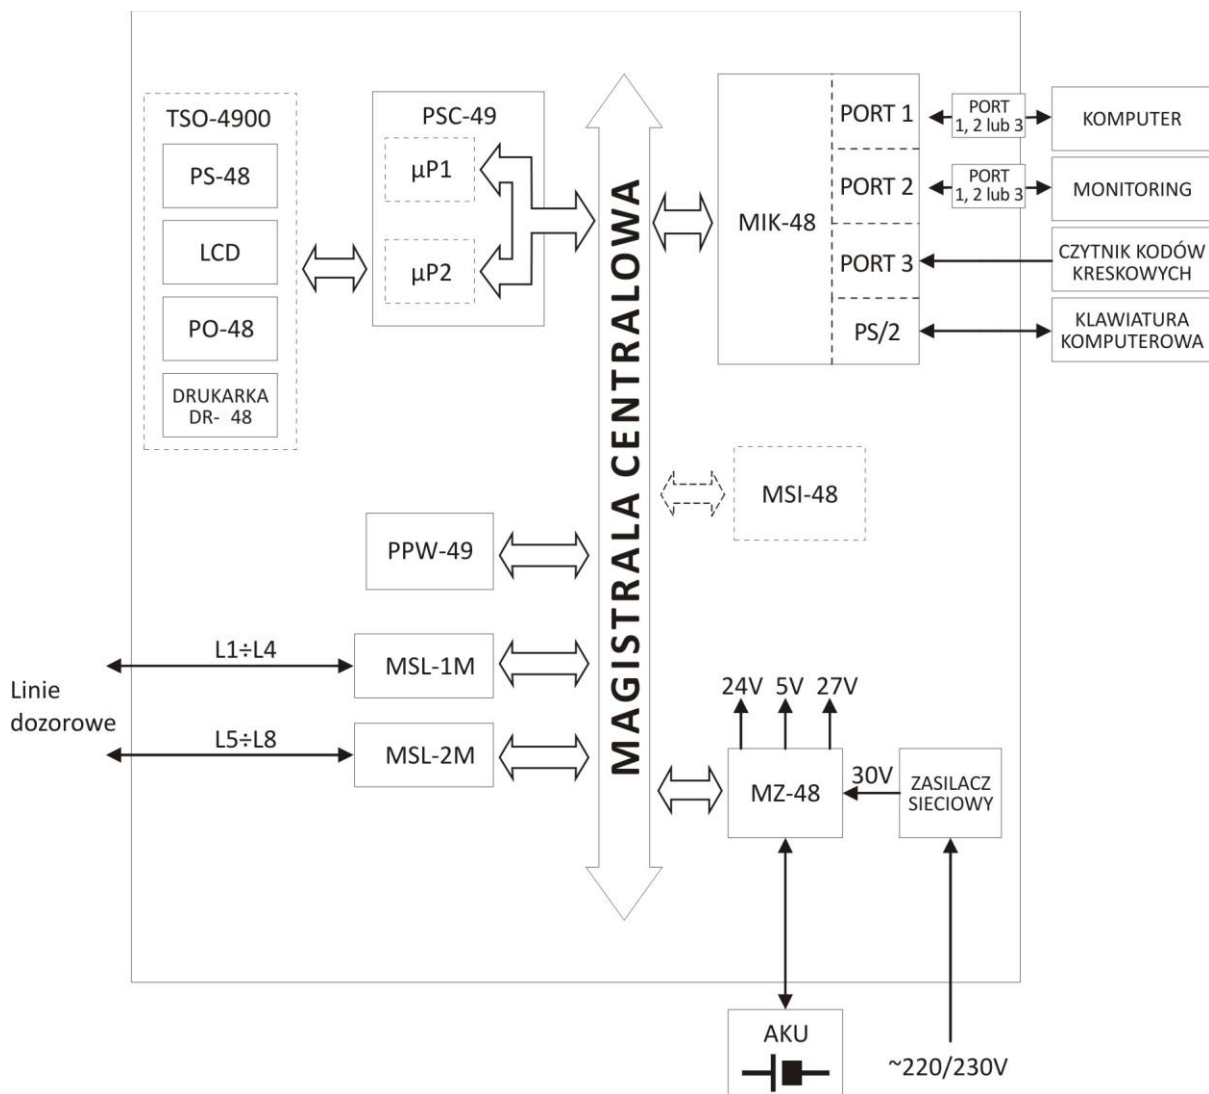 TSO-4900
PS-48
LCD
PO-48
DRUKARKA
DR- 48
PSC-49
µP1
µP2
MAGISTRALA CENTRALOWA
MIK-48
PORT 1
PORT 2
PORT 3
PS/2
PORT
1, 2 lub 3
KOMPUTER
PORT
1, 2 lub 3
MONITORING
CZYTNIK KODÓW
KRESKOWYCH
KLAWIATURA
KOMPUTEROWA
MSI-48
PPW-49
Linie
dozorowe
L1÷L4
MSL-1M
L5÷L8
MSL-2M
24V
5V
27V
MZ-48
30V
ZASILACZ
SIECIOWY
AKU
~220/230V